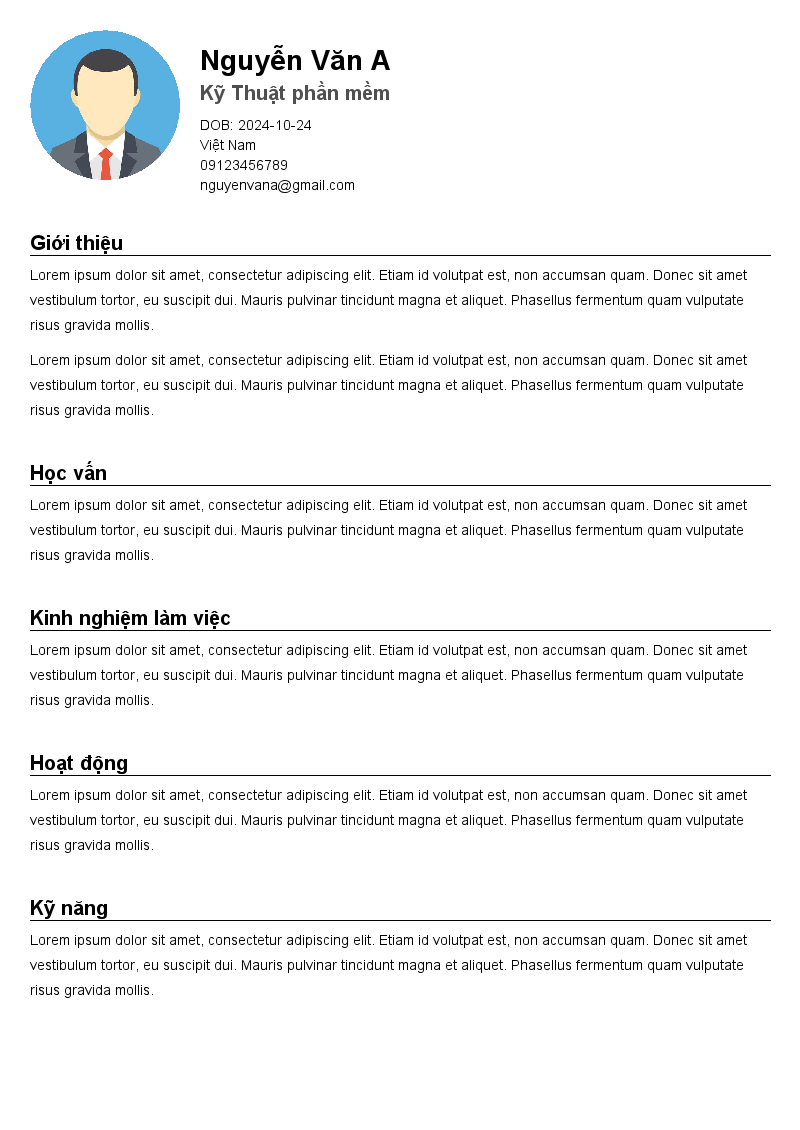 Nguyễn Văn A
Kỹ Thuật phần mềm
DOB: 2024-10-24
Việt Nam
09123456789
nguyenvana@gmail.com
Giới thiệu
Lorem ipsum dolor sit amet, consectetur adipiscing elit. Etiam id volutpat est, non accumsan quam. Donec sit amet
vestibulum tortor, eu suscipit dui. Mauris pulvinar tincidunt magna et aliquet. Phasellus fermentum quam vulputate
risus gravida mollis.
Lorem ipsum dolor sit amet, consectetur adipiscing elit. Etiam id volutpat est, non accumsan quam. Donec sit amet
vestibulum tortor, eu suscipit dui. Mauris pulvinar tincidunt magna et aliquet. Phasellus fermentum quam vulputate
risus gravida mollis.
Học vấn
Lorem ipsum dolor sit amet, consectetur adipiscing elit. Etiam id volutpat est, non accumsan quam. Donec sit amet
vestibulum tortor, eu suscipit dui. Mauris pulvinar tincidunt magna et aliquet. Phasellus fermentum quam vulputate
risus gravida mollis.
Kinh nghiệm làm việc
Lorem ipsum dolor sit amet, consectetur adipiscing elit. Etiam id volutpat est, non accumsan quam. Donec sit amet
vestibulum tortor, eu suscipit dui. Mauris pulvinar tincidunt magna et aliquet. Phasellus fermentum quam vulputate
risus gravida mollis.
Hoạt động
Lorem ipsum dolor sit amet, consectetur adipiscing elit. Etiam id volutpat est, non accumsan quam. Donec sit amet
vestibulum tortor, eu suscipit dui. Mauris pulvinar tincidunt magna et aliquet. Phasellus fermentum quam vulputate
risus gravida mollis.
Kỹ năng
Lorem ipsum dolor sit amet, consectetur adipiscing elit. Etiam id volutpat est, non accumsan quam. Donec sit amet
vestibulum tortor, eu suscipit dui. Mauris pulvinar tincidunt magna et aliquet. Phasellus fermentum quam vulputate
risus gravida mollis.